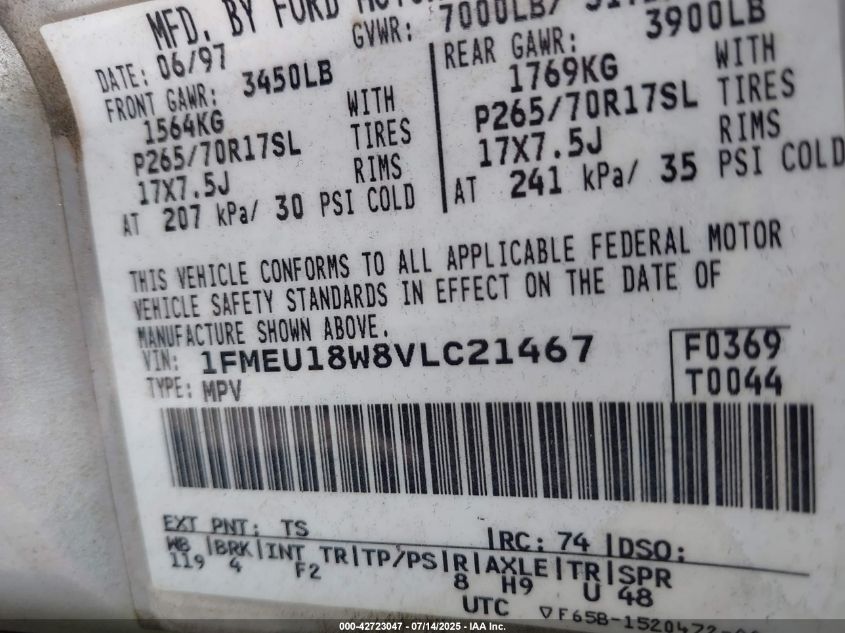 MFD. BY FORD
DATE: 06/97 GVWR: 7000LB/
FRONT GAWR: 3450LB REAR GAWR: 3900LB
1564KG WITH 1769KG WITH
P265/70R17SL TIRES P265/70R17SL TIRES
17X7.5J RIMS 17X7.5J RIMS
AT 207 kPa/ 30 PSI COLD AT 241 kPa/ 35 PSI COLD
THIS VEHICLE CONFORMS TO ALL APPLICABLE FEDERAL MOTOR
VEHICLE SAFETY STANDARDS IN EFFECT ON THE DATE OF
MANUFACTURE SHOWN ABOVE.
VIN: 1FMEU18W8VLC21467 F0369
TYPE: MPV T0044
EXT PNT: TS RC: 74 DSO:
WB BRK INT TR TP/PS R AXLE TR SPR
119 4 F2 8 H9 U 48
UTC
000-42723047 / 07/14/2025 - IAA Inc.